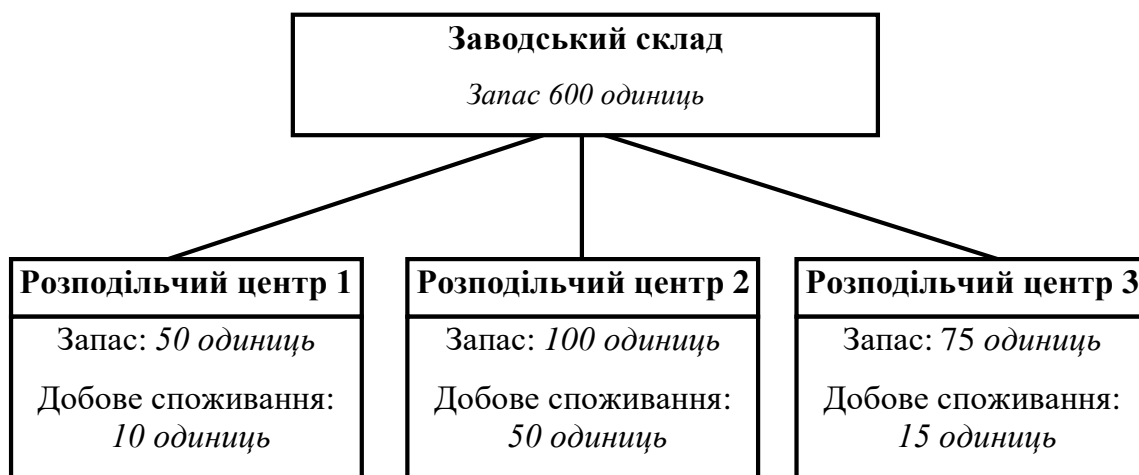 Заводський склад
Запас 600 одиниць
Розподільчий центр 1
Запас: 50 одиниць
Добове споживання:
10 одиниць
Розподільчий центр 2
Запас: 100 одиниць
Добове споживання:
50 одиниць
Розподільчий центр 3
Запас: 75 одиниць
Добове споживання:
15 одиниць